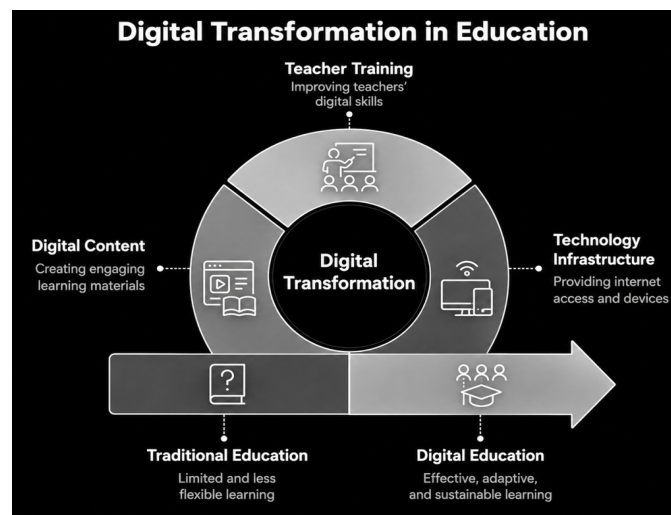 Digital Transformation in Education
Teacher Training
Improving teachers'
digital skills
Digital Content
Creating engaging
learning materials
Digital
Transformation
Technology
Infrastructure
Providing internet
access and devices
?
Traditional Education
Limited and less
flexible learning
Digital Education
Effective, adaptive,
and sustainable learning